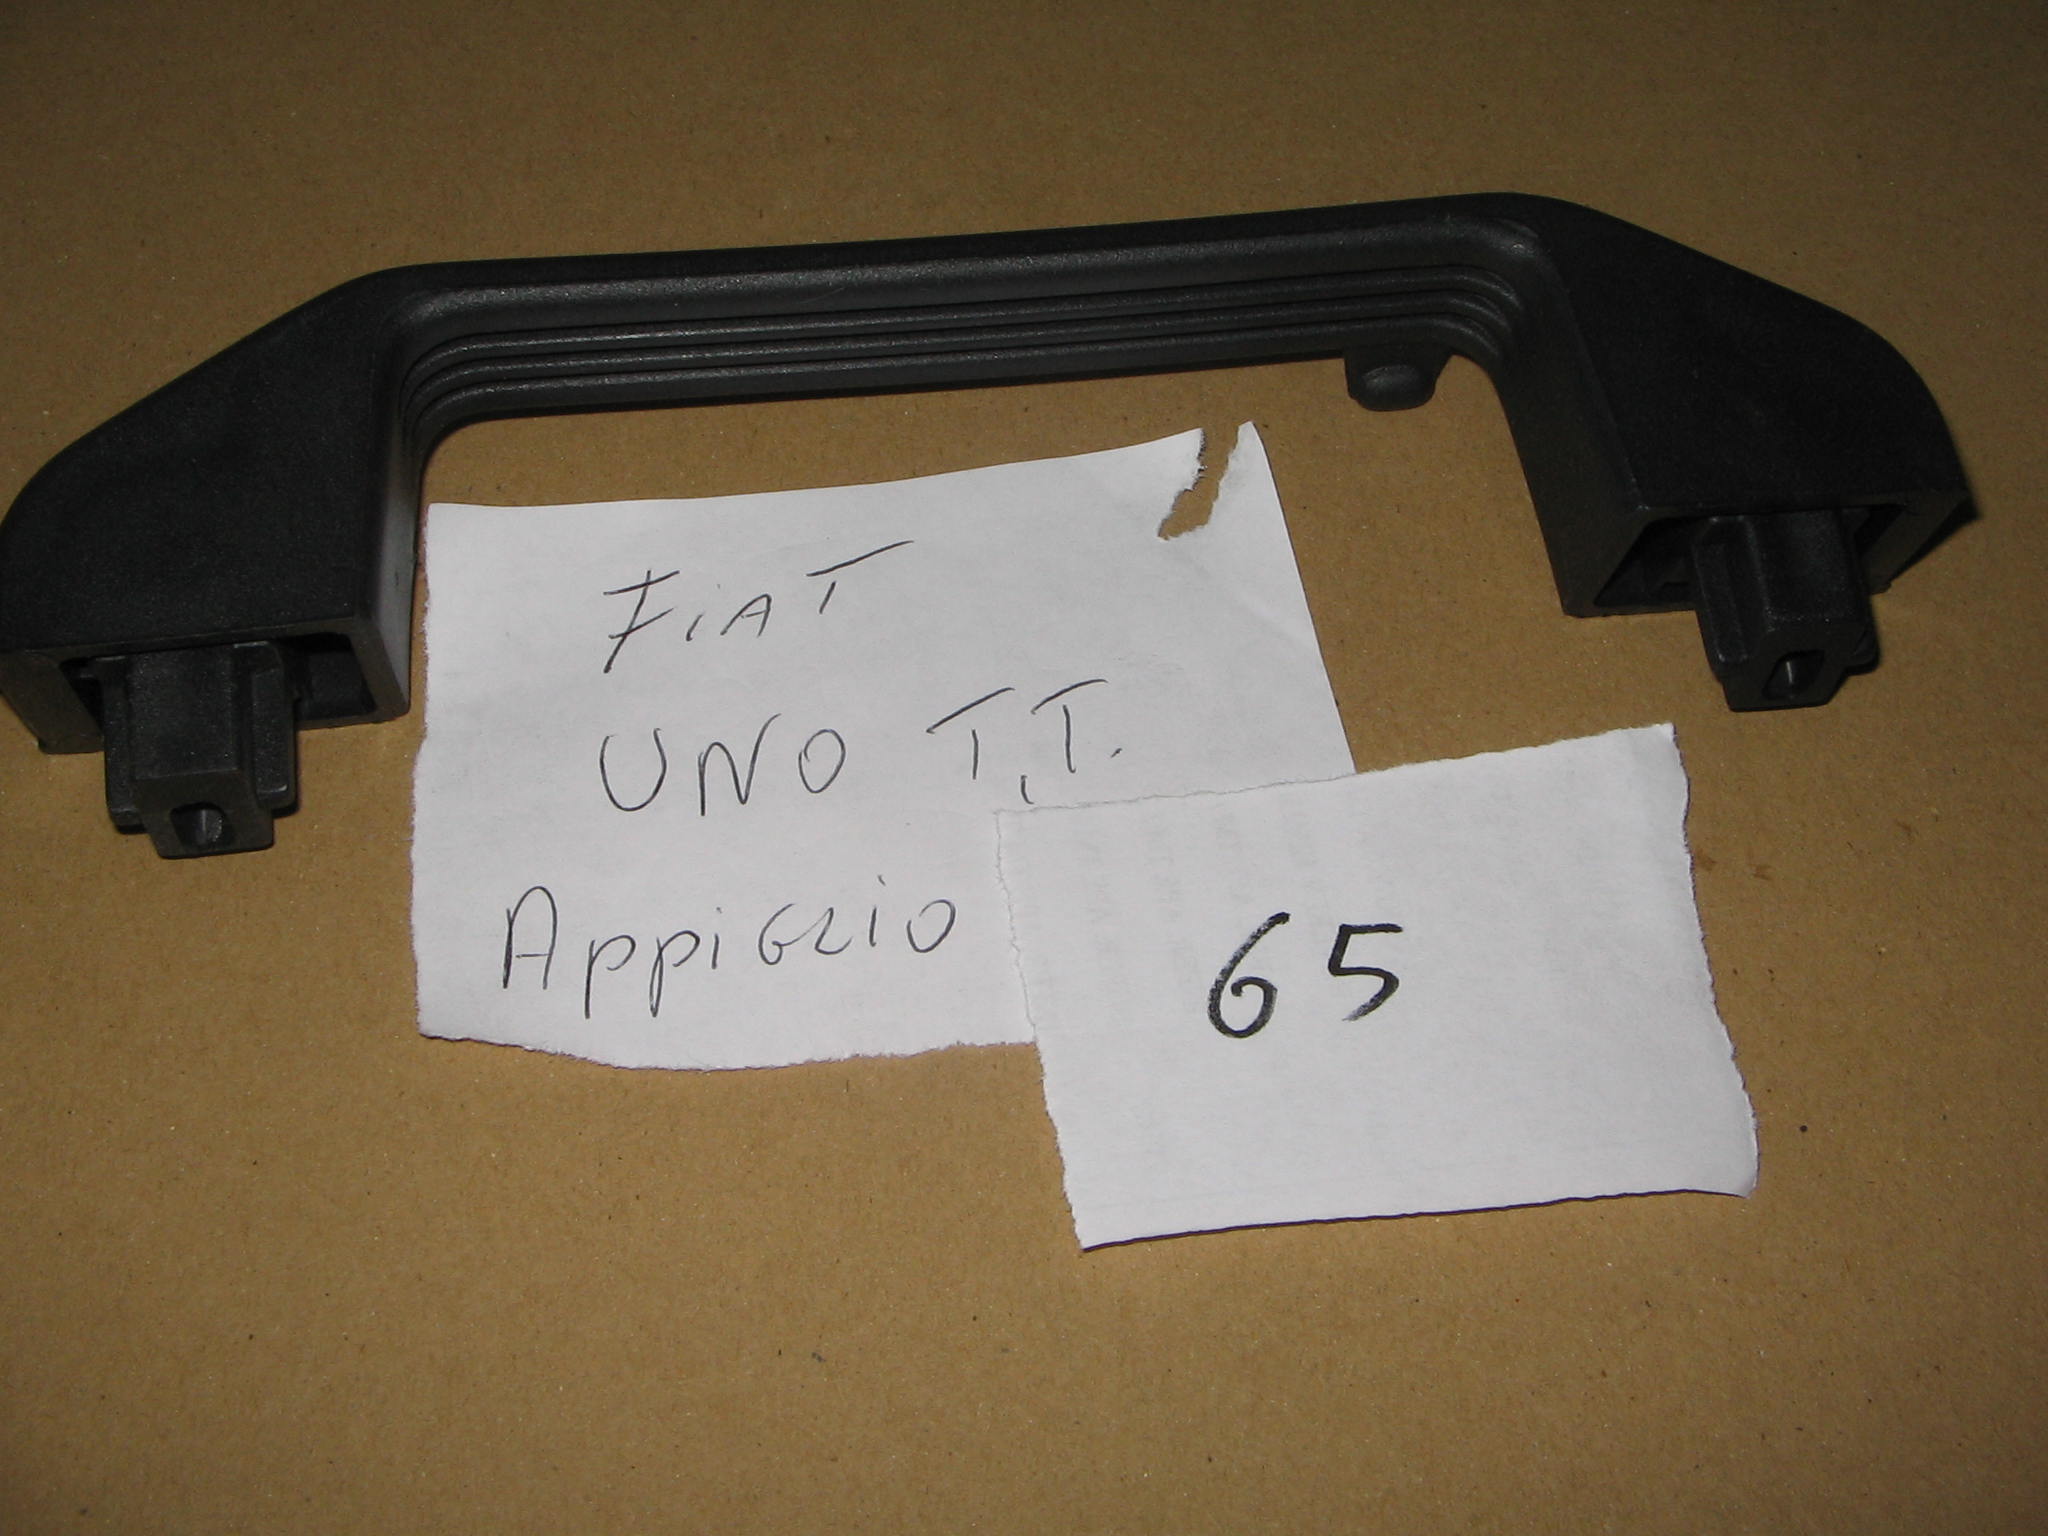 FiAT
UNO T.T.
AppiGlio
65